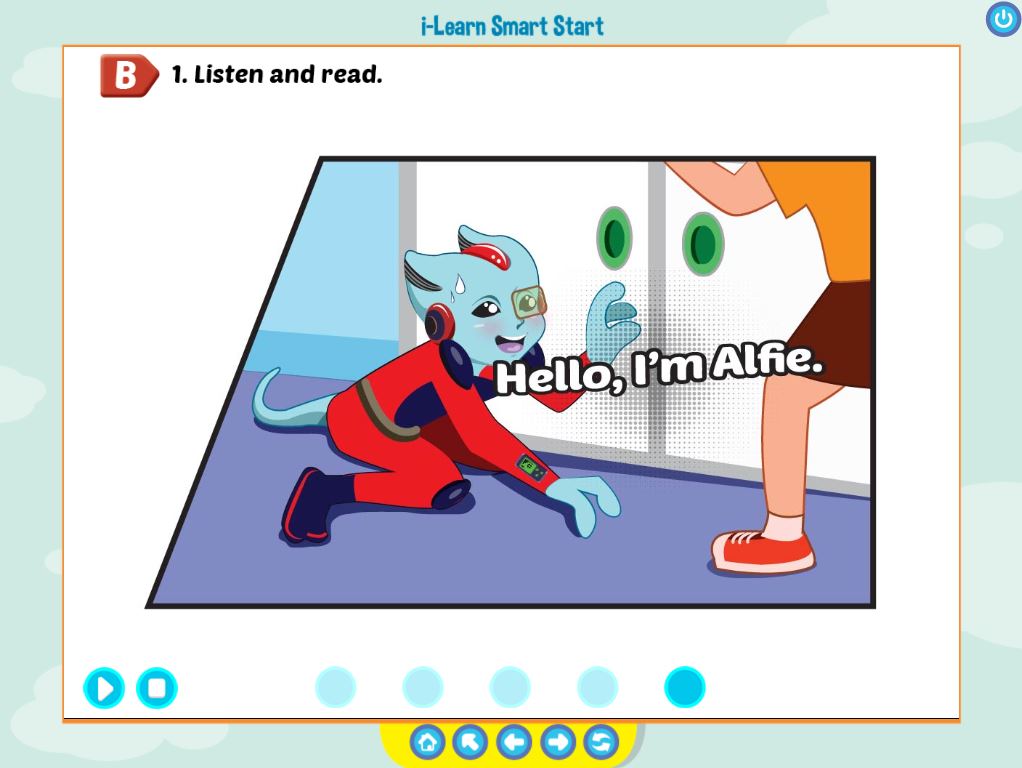 i-Learn Smart Start
B 1. Listen and read.
Hello, I'm Alfie.